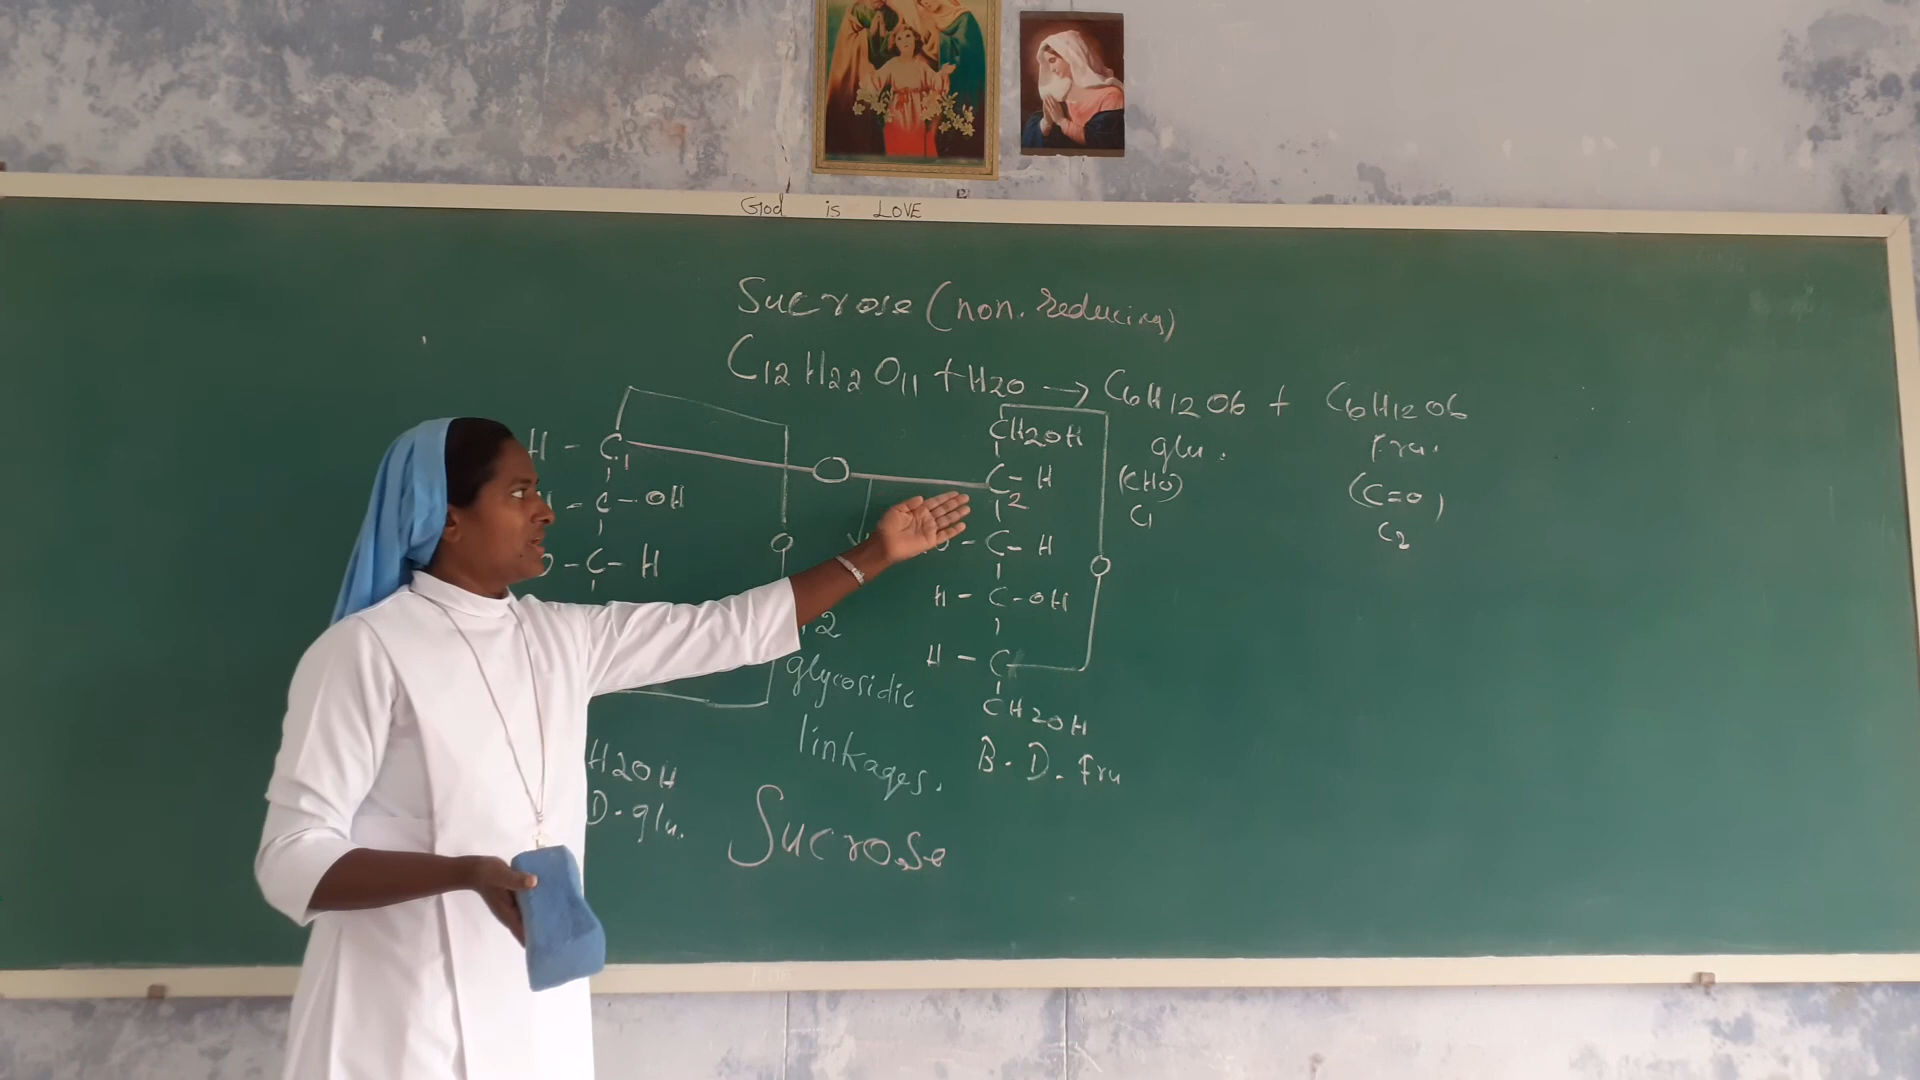 God is LOVE
Sucrose (non. reducing)
C12 H22 O11 + H2O → C6H12O6 + C6H12O6
glu. Fru.
(CHO) (C=O)
C1 C2
H - C1 O C2 - H
CH2OH
C - OH
- C - H
- C - H
H - C - OH
H - C
CH2OH
B. D. Fru
2
glycosidic
linkages.
H2OH
D. glu.
Sucrose